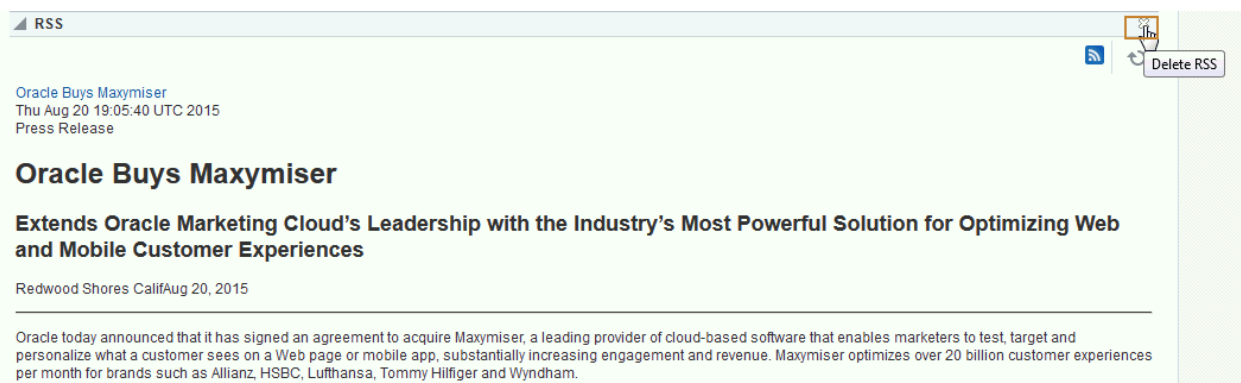 RSS
Delete RSS
Oracle Buys Maxymiser
Thu Aug 20 19:05:40 UTC 2015
Press Release
Oracle Buys Maxymiser
Extends Oracle Marketing Cloud’s Leadership with the Industry’s Most Powerful Solution for Optimizing Web
and Mobile Customer Experiences
Redwood Shores CalifAug 20, 2015
Oracle today announced that it has signed an agreement to acquire Maxymiser, a leading provider of cloud-based software that enables marketers to test, target and
personalize what a customer sees on a Web page or mobile app, substantially increasing engagement and revenue. Maxymiser optimizes over 20 billion customer experiences
per month for brands such as Allianz, HSBC, Lufthansa, Tommy Hilfiger and Wyndham.